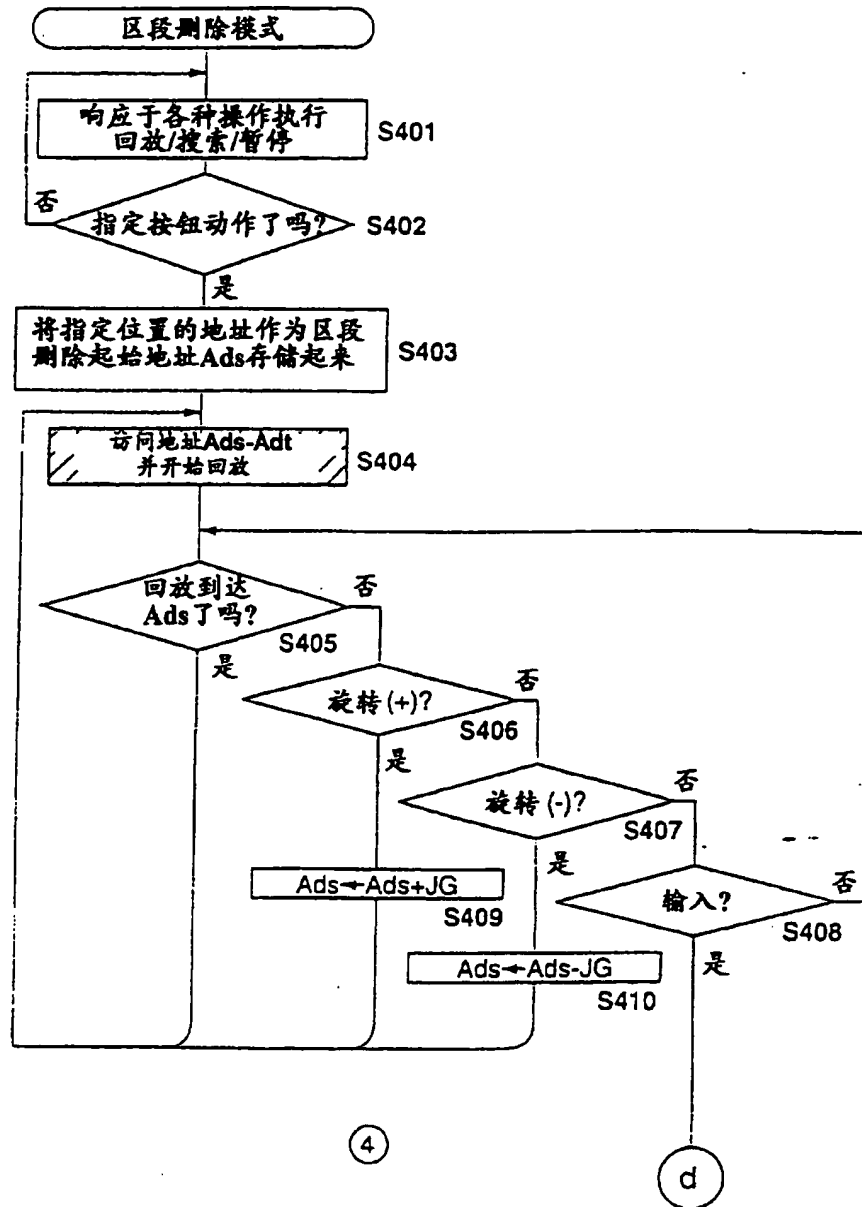 区段删除模式
响应于各种操作执行
回放/搜索/暂停
S401
否
指定按钮动作了吗?
S402
是
将指定位置的地址作为区段
删除起始地址Ads存储起来
S403
访问地址Ads-Adt
并开始回放
S404
回放到达
Ads了吗?
否
S405
是
旋转(+)?
否
S406
是
旋转(-)?
否
S407
是
Ads←Ads+JG
S409
输入?
否
S408
是
Ads←Ads-JG
S410
4
d